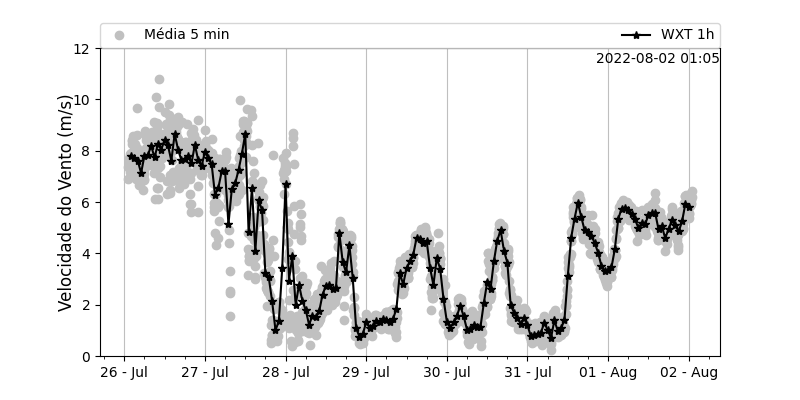 Média 5 min
WXT 1h
2022-08-02 01:05
Velocidade do Vento (m/s)
12
10
8
6
4
2
0
26 - Jul 27 - Jul 28 - Jul 29 - Jul 30 - Jul 31 - Jul 01 - Aug 02 - Aug